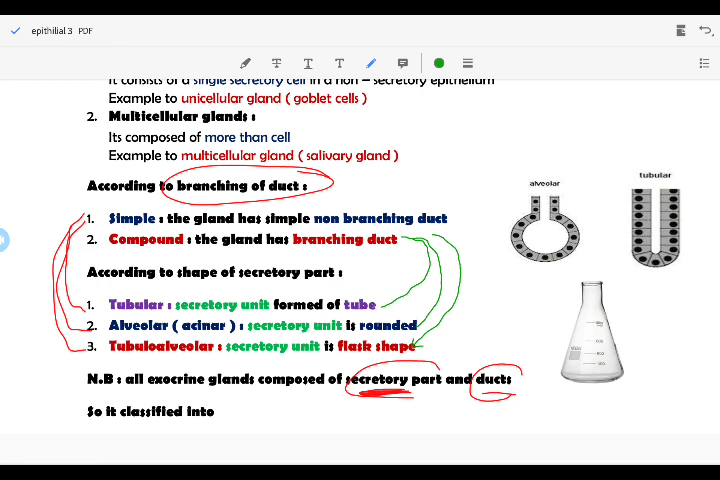 epithilial 3 PDF
It consists of a single secretory cell in a non – secretory epithelium
Example to unicellular gland ( goblet cells )
2. Multicellular glands :
Its composed of more than cell
Example to multicellular gland ( salivary gland )
According to branching of duct :
1. Simple : the gland has simple non branching duct
2. Compound : the gland has branching duct
According to shape of secretory part :
1. Tubular : secretory unit formed of tube
2. Alveolar ( acinar ) : secretory unit is rounded
3. Tubuloalveolar : secretory unit is flask shape
N.B : all exocrine glands composed of secretory part and ducts
So it classified into
alveolar
tubular